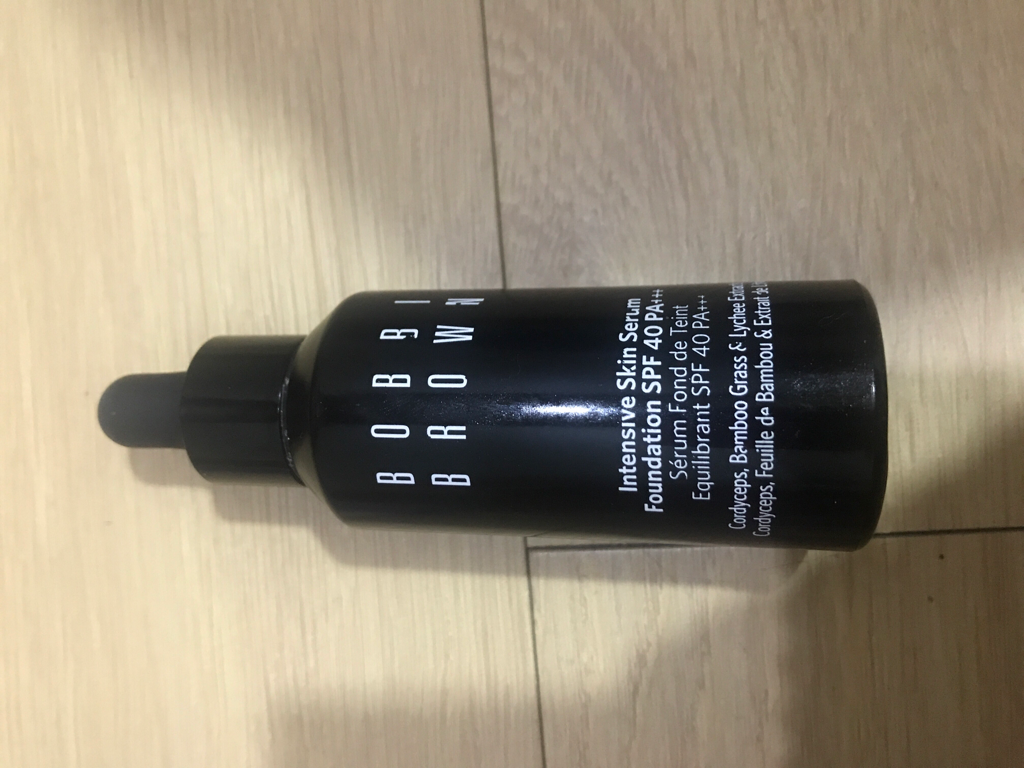 BOBBI
BROWN
Intensive Skin Serum
Foundation SPF 40 PA+++
Sérum Fond de Teint
Equilibrant SPF 40 PA+++
Cordyceps, Bamboo Grass & Lychee
Cordyceps, Feuille de Bambou & Extrait de